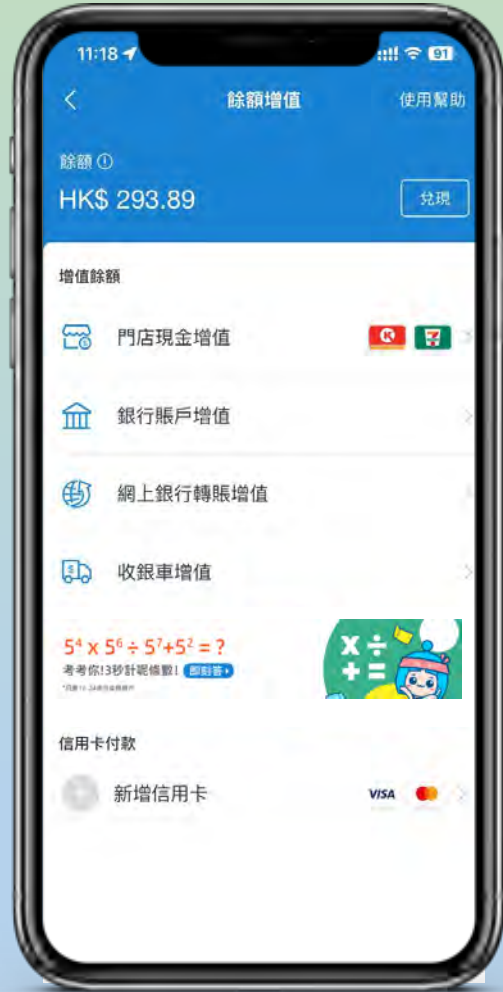 11:18
91
餘額增值
使用幫助
餘額
HK$ 293.89
兌現
增值餘額
門店現金增值
K
7
銀行賬戶增值
網上銀行轉賬增值
收銀車增值
5⁴ x 5⁶ ÷ 5⁷+5² = ?
考考你!3秒計呢條數! 即刻答
x ÷
+ =
信用卡付款
新增信用卡
VISA